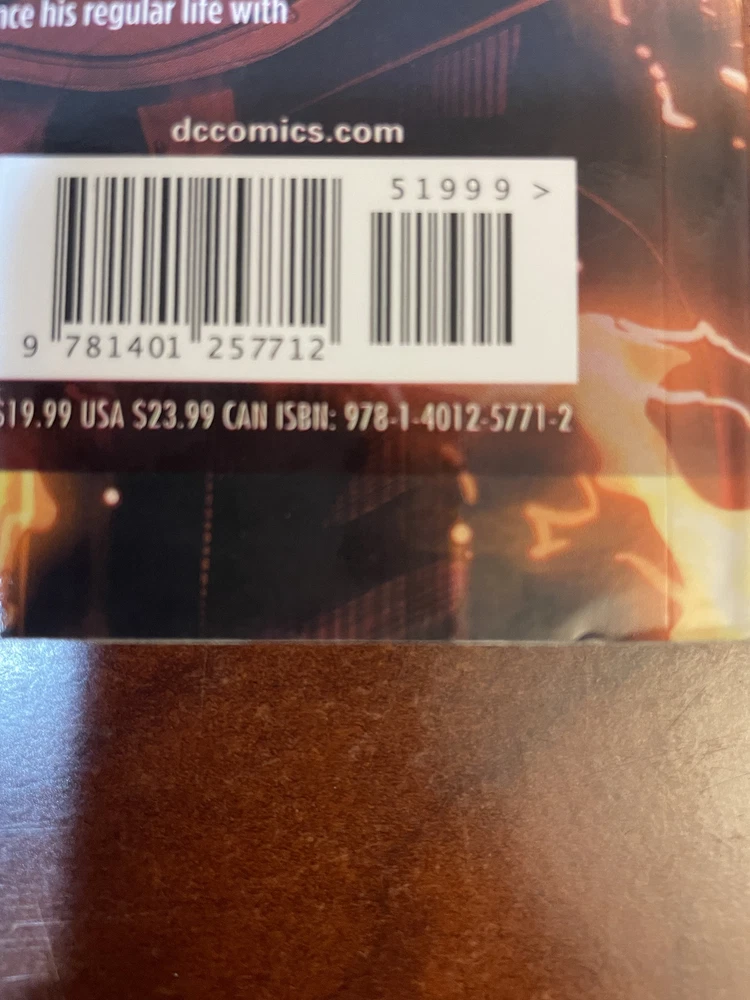 his regular life with
dccomics.com
51999 >
9 781401 257712
$19.99 USA $23.99 CAN ISBN: 978-1-4012-5771-2